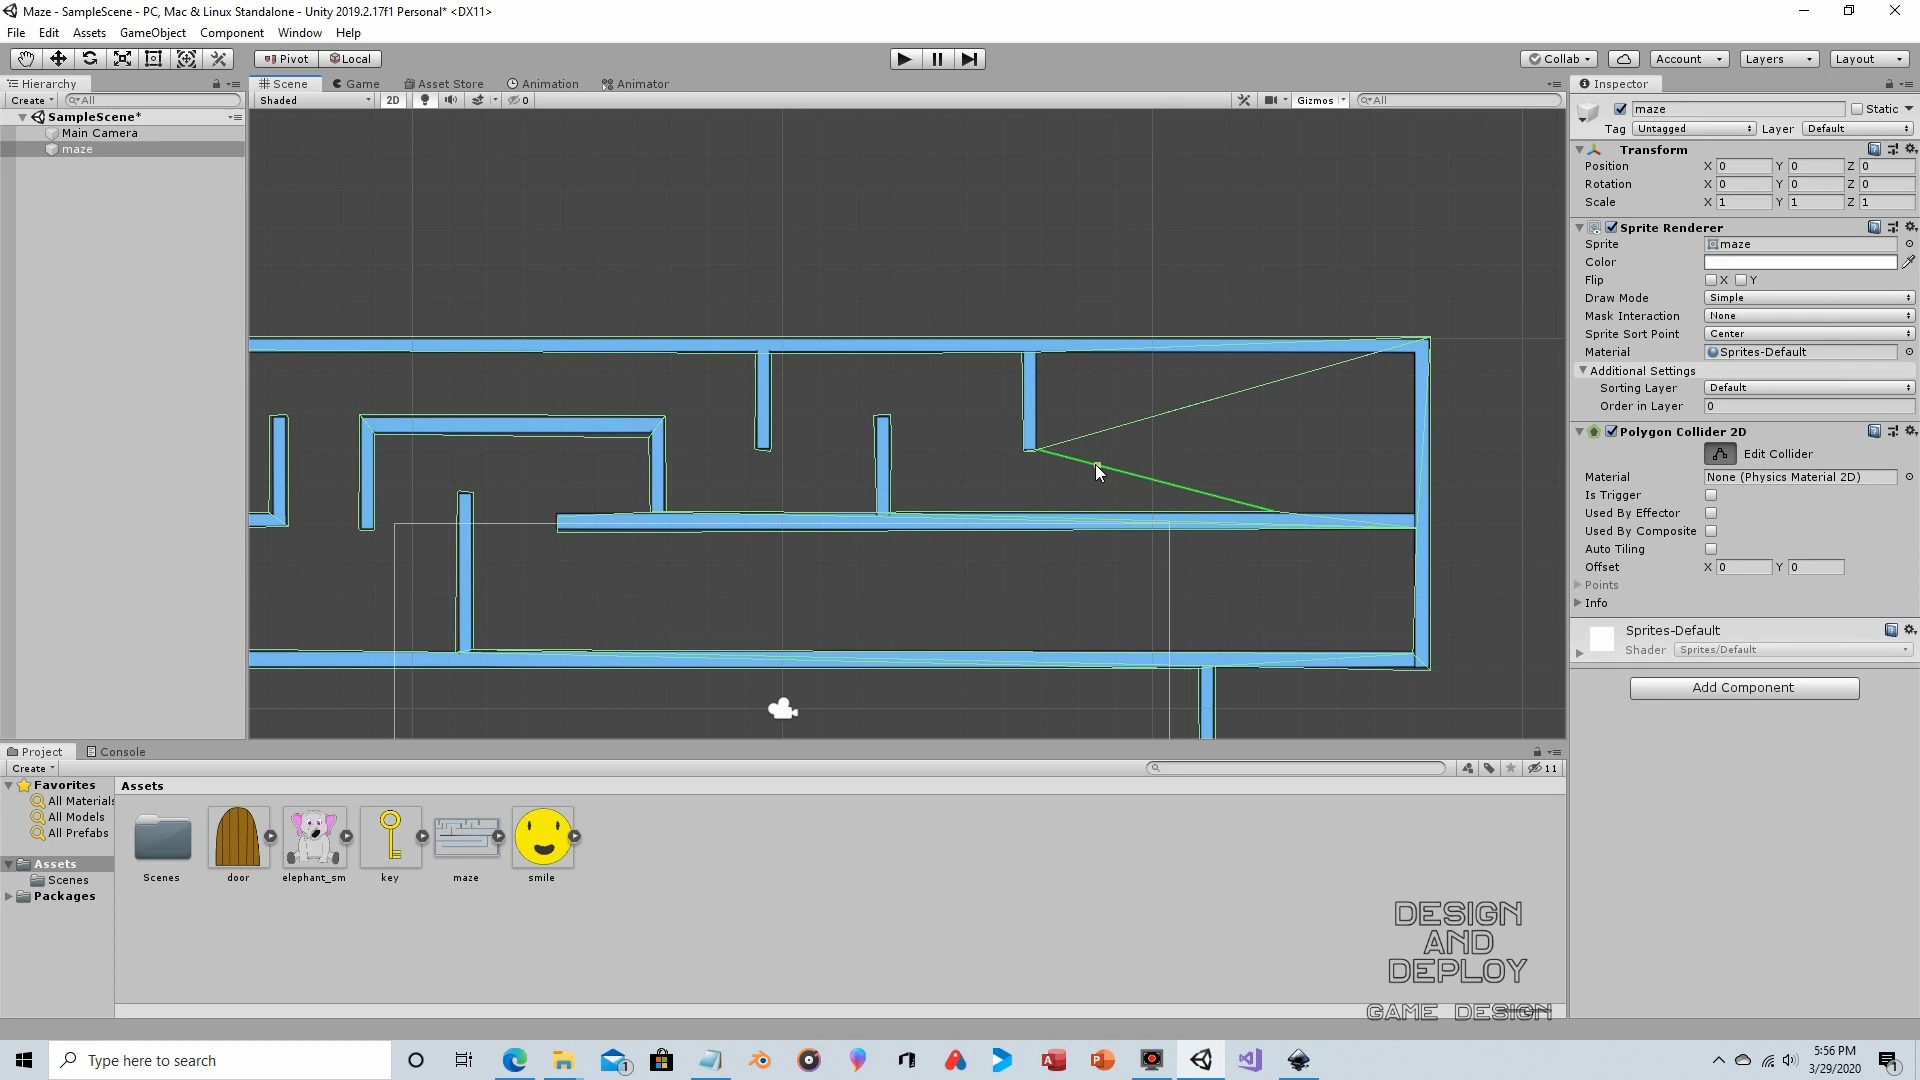 Maze - SampleScene - PC, Mac & Linux Standalone - Unity 2019.2.17f1 Personal* <DX11>
File Edit Assets GameObject Component Window Help
Pivot Local Collab Account Layers Layout
Hierarchy Scene Game Asset Store Animation Animator Inspector
Create All Shaded 2D 0 Gizmos All
SampleScene*
Main Camera
maze
maze Static
Tag Untagged Layer Default
Transform
Position X 0 Y 0 Z 0
Rotation X 0 Y 0 Z 0
Scale X 1 Y 1 Z 1
Sprite Renderer
Sprite maze
Color
Flip X Y
Draw Mode Simple
Mask Interaction None
Sprite Sort Point Center
Material Sprites-Default
Additional Settings
Sorting Layer Default
Order in Layer 0
Polygon Collider 2D
Edit Collider
Material None (Physics Material 2D)
Is Trigger
Used By Effector
Used By Composite
Auto Tiling
Offset X 0 Y 0
Points
Info
Sprites-Default
Shader Sprites/Default
Add Component
Project Console
Create 11
Favorites
All Materials
All Models
All Prefabs
Assets
Scenes
Packages
Assets
Scenes door elephant_sm key maze smile
DESIGN
AND
DEPLOY
GAME DESIGN
Type here to search
1
5:56 PM
3/29/2020
1